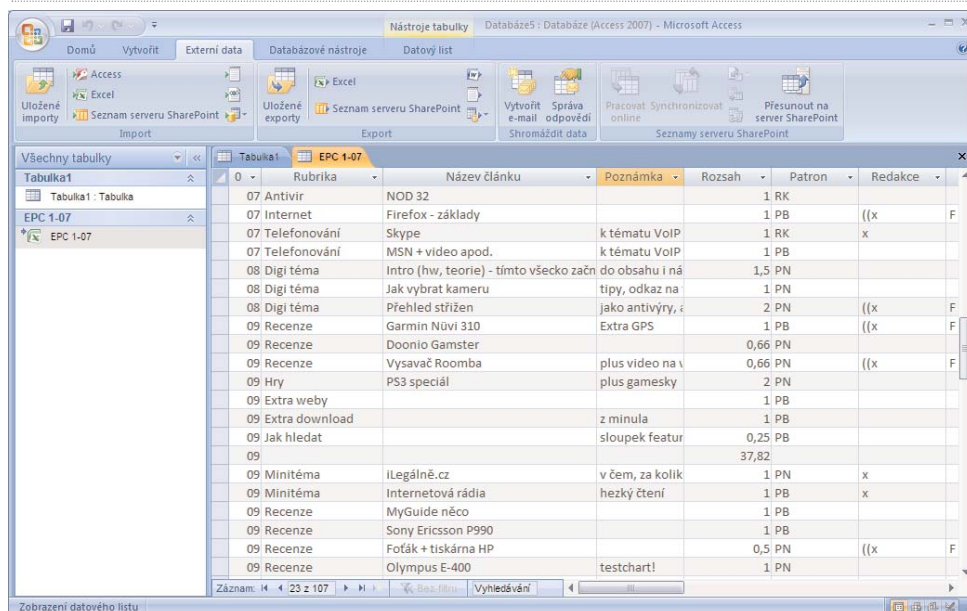 Nástroje tabulky Databáze5 : Databáze (Access 2007) - Microsoft Access
Domů Vytvořit Externí data Databázové nástroje Datový list
Uložené importy Access Excel Seznam serveru SharePoint
Import
Uložené exporty Excel Seznam serveru SharePoint
Export
Vytvořit e-mail Správa odpovědí
Shromáždit data
Pracovat online Synchronizovat Přesunout na server SharePoint
Seznamy serveru SharePoint
Všechny tabulky
Tabulka1
Tabulka1 : Tabulka
EPC 1-07
EPC 1-07
Tabulka1 EPC 1-07
0 Rubrika Název článku Poznámka Rozsah Patron Redakce
07 Antivir NOD 32 1 RK
07 Internet Firefox - základy 1 PB ((x F
07 Telefonování Skype k tématu VoIP 1 RK x
07 Telefonování MSN + video apod. k tématu VoIP 1 PB
08 Digi téma Intro (hw, teorie) - tímto všecko začn do obsahu i ná 1,5 PN
08 Digi téma Jak vybrat kameru tipy, odkaz na 1 PN
08 Digi téma Přehled střižen jako antivýry, a 2 PN ((x F
09 Recenze Garmin Nüvi 310 Extra GPS 1 PB ((x F
09 Recenze Doonio Gamster 0,66 PN
09 Recenze Vysavač Roomba plus video na v 0,66 PN ((x F
09 Hry PS3 speciál plus gamesky 2 PN
09 Extra weby 1 PB
09 Extra download z minula 1 PB
09 Jak hledat sloupek featur 0,25 PB
09 37,82
09 Minitéma iLegálně.cz v čem, za kolik 1 PN x
09 Minitéma Internetová rádia hezký čtení 1 PB x
09 Recenze MyGuide něco 1 PB
09 Recenze Sony Ericsson P990 1 PB
09 Recenze Foťák + tiskárna HP 0,5 PN ((x F
09 Recenze Olympus E-400 testchart! 1 PN
Záznam: 23 z 107 Bez filtru Vyhledávání
Zobrazení datového listu